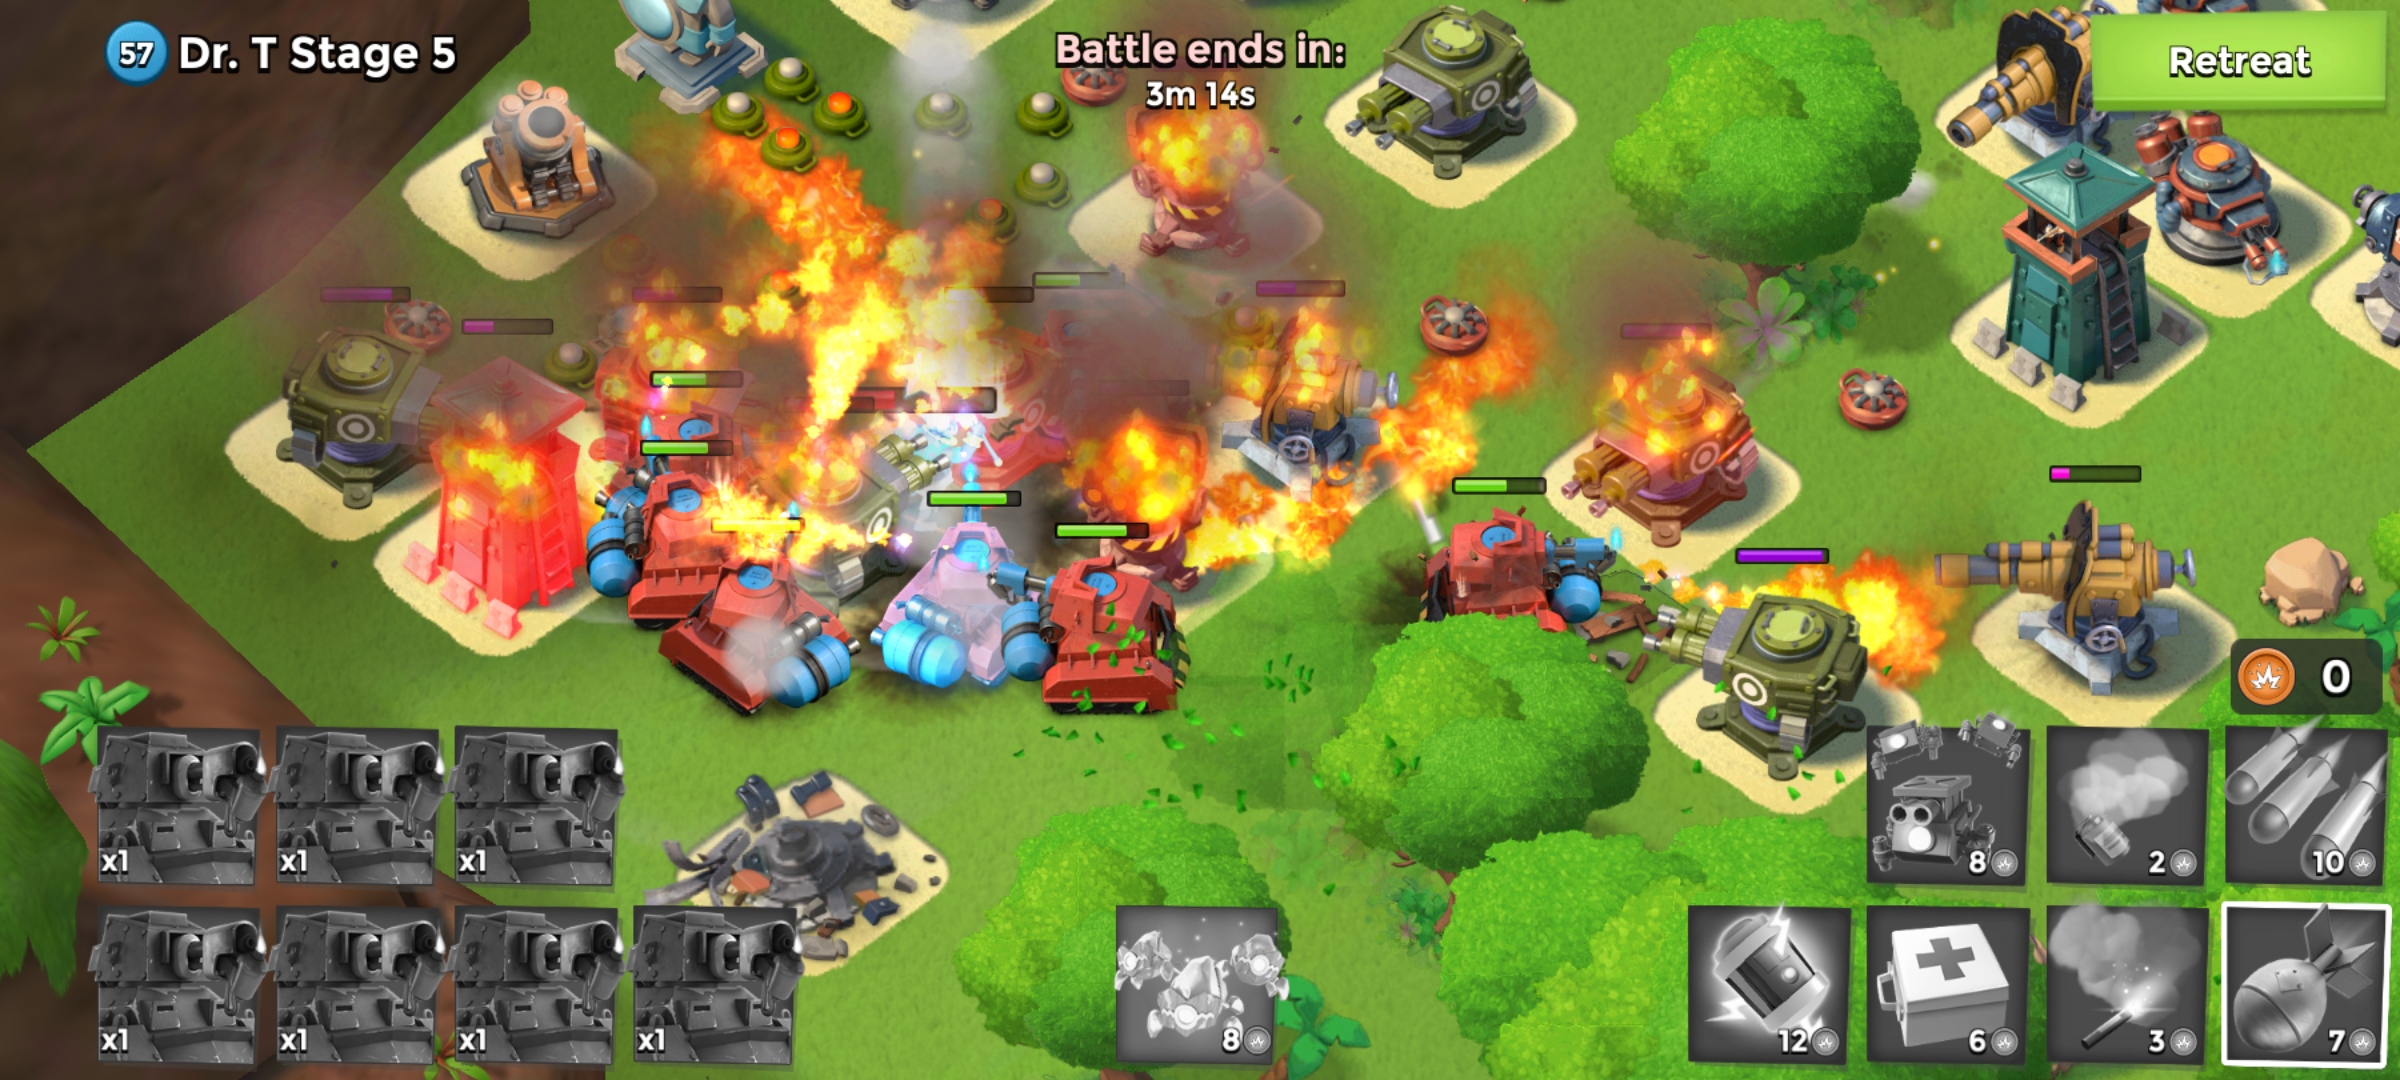 57 Dr. T Stage 5
Battle ends in:
3m 14s
Retreat
0
x1
x1
x1
8
2
10
x1
x1
x1
x1
8
12
6
3
7